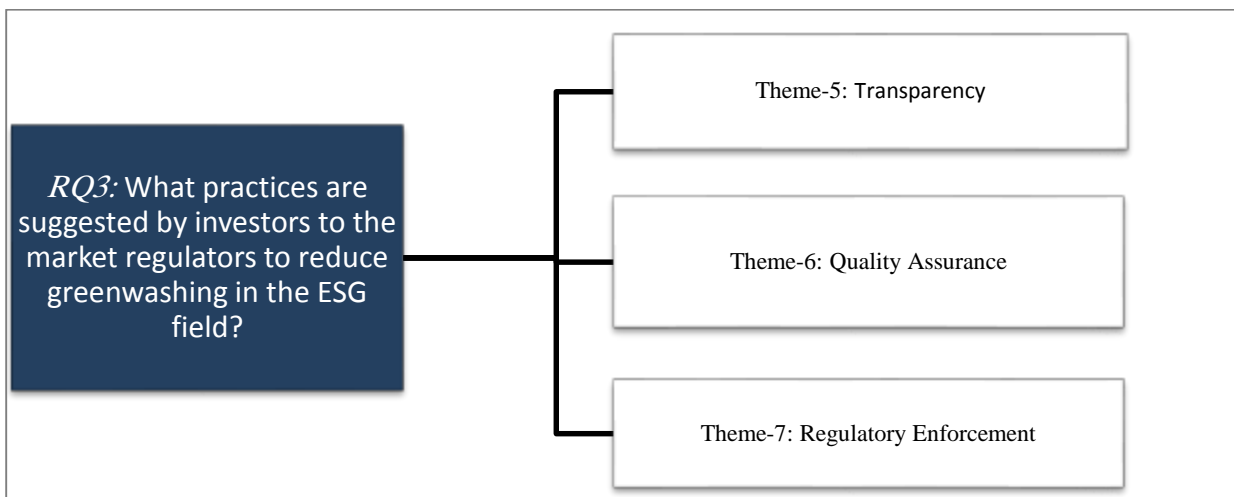 RQ3: What practices are
suggested by investors to the
market regulators to reduce
greenwashing in the ESG
field?
Theme-5: Transparency
Theme-6: Quality Assurance
Theme-7: Regulatory Enforcement